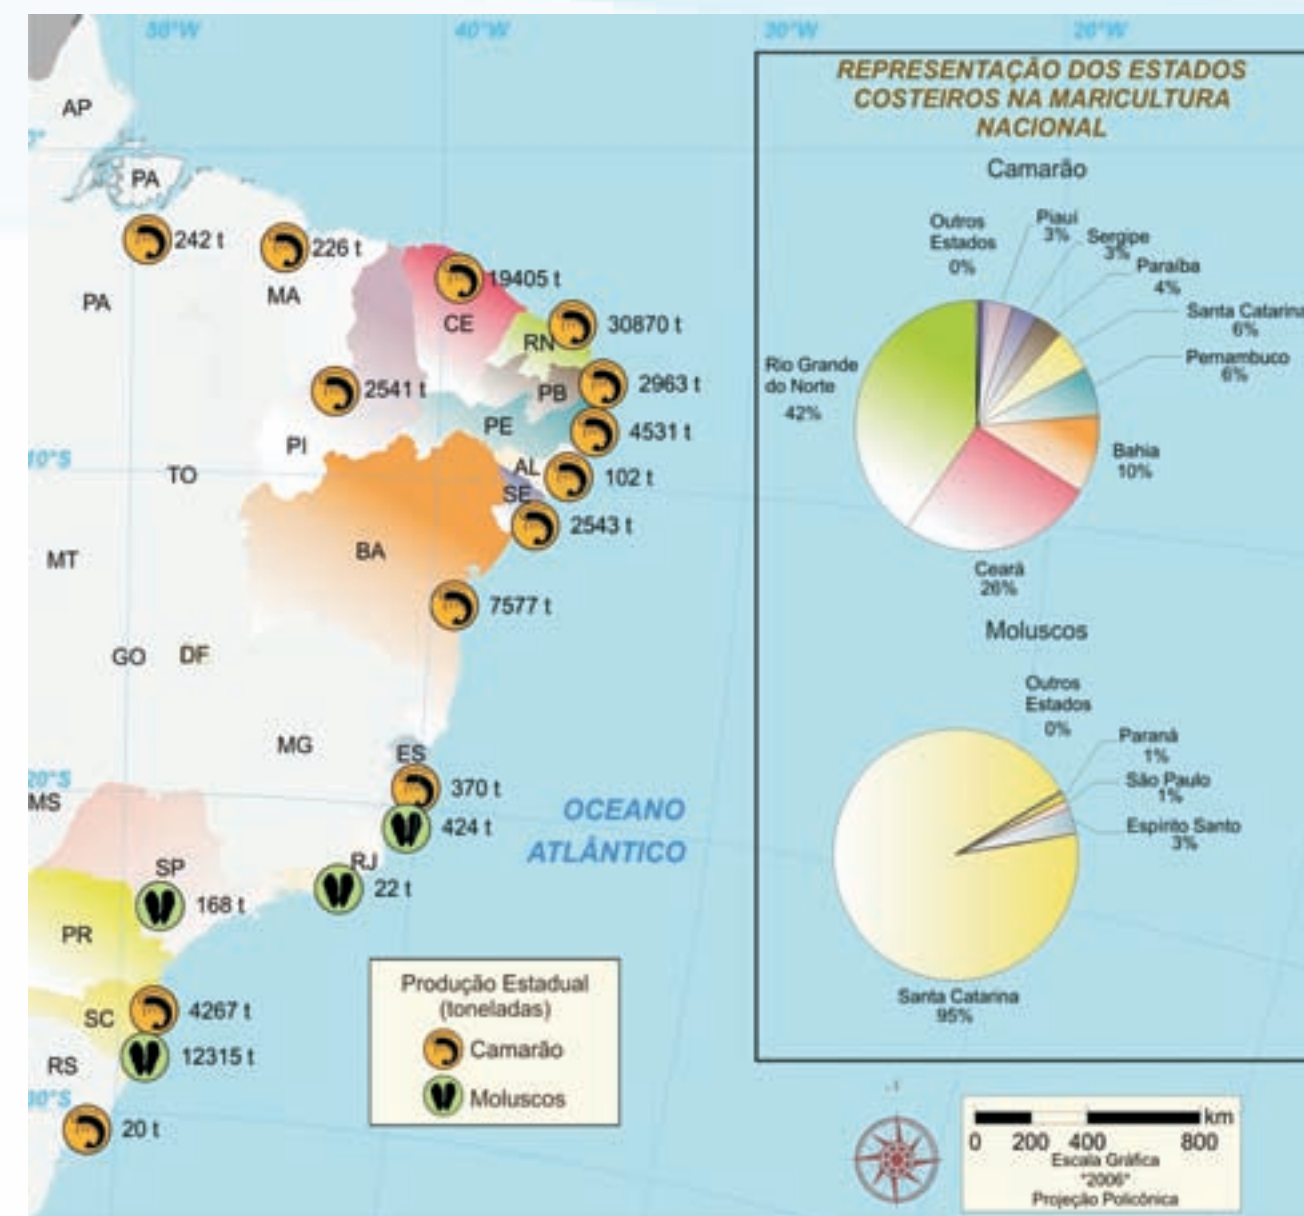 50°W
40°W
30°W
20°W
AP
0°
PA
242 t
226 t
PA
MA
19405 t
CE
30870 t
RN
2541 t
2963 t
PB
PI
PE
4531 t
10°S
TO
AL
102 t
SE
2543 t
MT
BA
7577 t
GO
DF
MG
ES
370 t
20°S
MS
424 t
OCEANO
ATLÂNTICO
SP
RJ
168 t
22 t
PR
SC
4267 t
12315 t
RS
30°S
20 t
Produção Estadual
(toneladas)
Camarão
Moluscos
REPRESENTAÇÃO DOS ESTADOS
COSTEIROS NA MARICULTURA
NACIONAL
Camarão
Outros
Estados
0%
Piauí
3%
Sergipe
3%
Paraíba
4%
Santa Catarina
6%
Pernambuco
6%
Rio Grande
do Norte
42%
Bahia
10%
Ceará
26%
Moluscos
Outros
Estados
0%
Paraná
1%
São Paulo
1%
Espírito Santo
3%
Santa Catarina
95%
km
0 200 400 800
Escala Gráfica
"2006"
Projeção Policônica